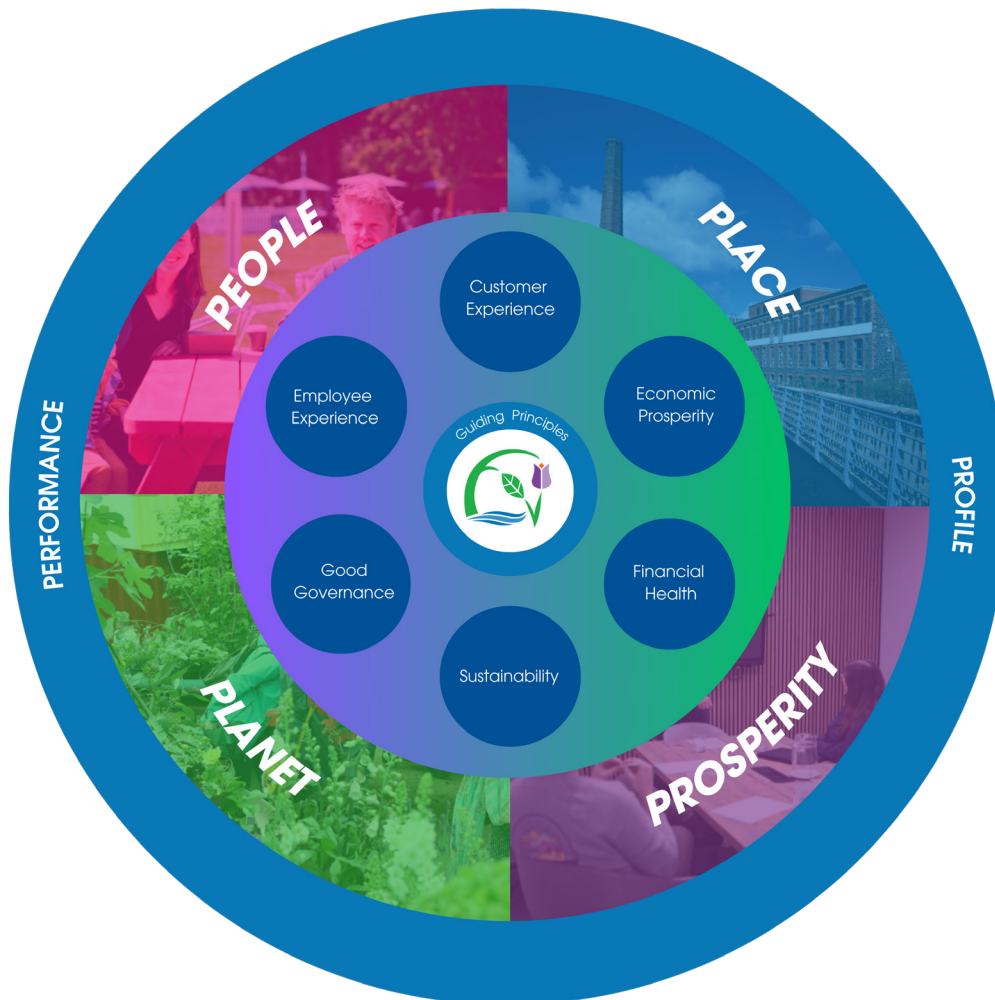 PEOPLE
PLACE
Customer
Experience
Employee
Experience
Economic
Prosperity
Guiding Principles
PERFORMANCE
PROFILE
Good
Governance
Financial
Health
Sustainability
PLANET
PROSPERITY